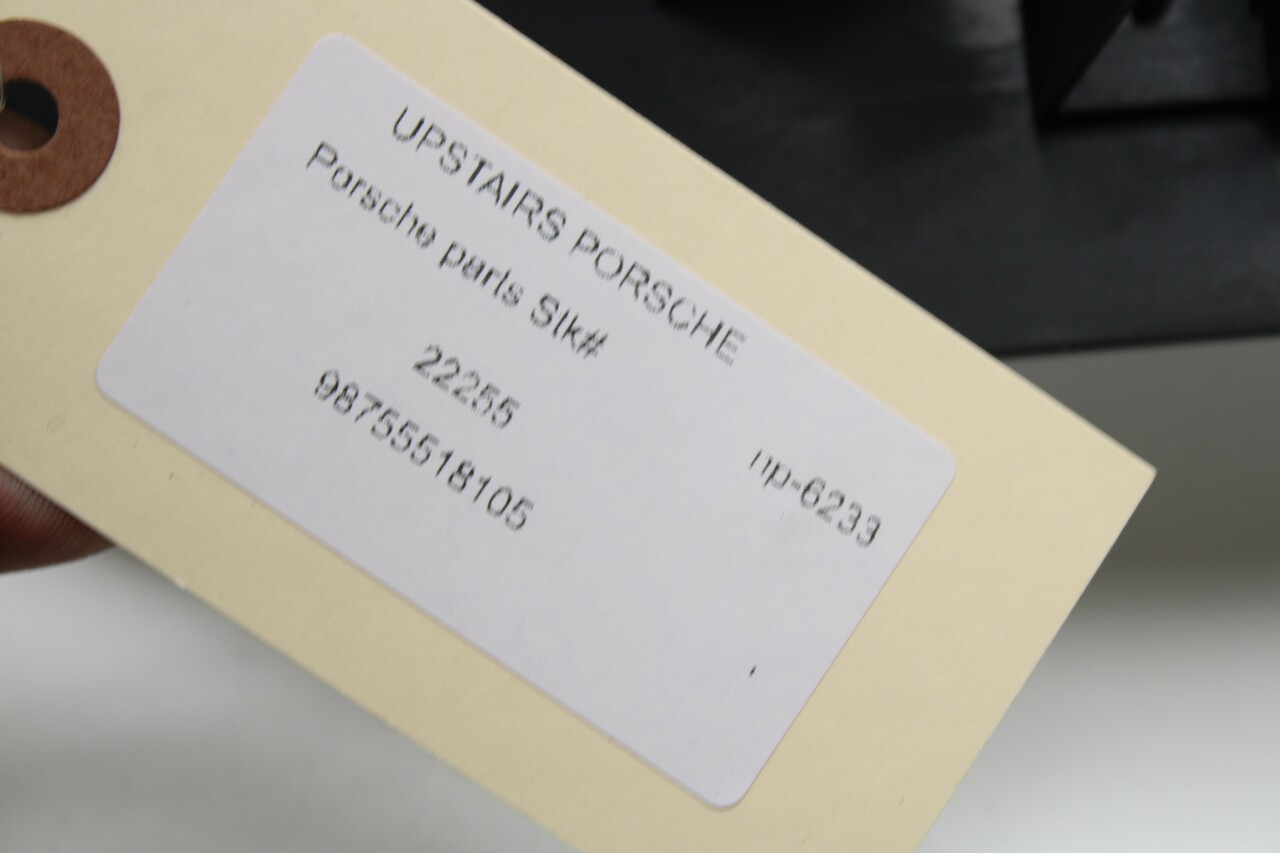 UPSTAIRS PORSCHE
Porsche parts Stk#
22255
98755518105
np-6233